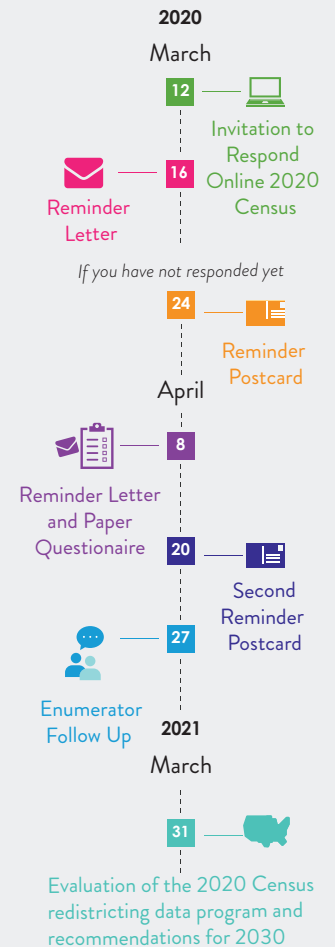 2020
March
12
Invitation to
Respond
Online 2020
Census
16
Reminder
Letter
If you have not responded yet
24
Reminder
Postcard
April
8
Reminder Letter
and Paper
Questionaire
20
Second
Reminder
Postcard
27
Enumerator
Follow Up
2021
March
31
Evaluation of the 2020 Census
redistricting data program and
recommendations for 2030